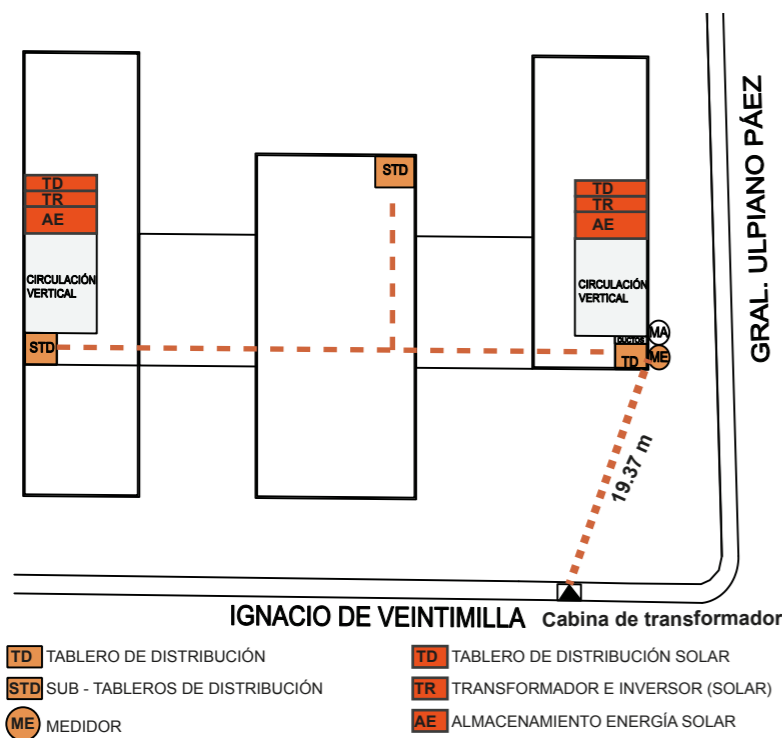 GRAL. ULPIANO PÁEZ
STD
TD
TR
AE
TD
TR
AE
CIRCULACIÓN
VERTICAL
CIRCULACIÓN
VERTICAL
MA
DUCTOS
STD
TD
ME
19.37 m
IGNACIO DE VEINTIMILLA
Cabina de transformador
TD TABLERO DE DISTRIBUCIÓN
STD SUB - TABLEROS DE DISTRIBUCIÓN
ME MEDIDOR
TD TABLERO DE DISTRIBUCIÓN SOLAR
TR TRANSFORMADOR E INVERSOR (SOLAR)
AE ALMACENAMIENTO ENERGÍA SOLAR